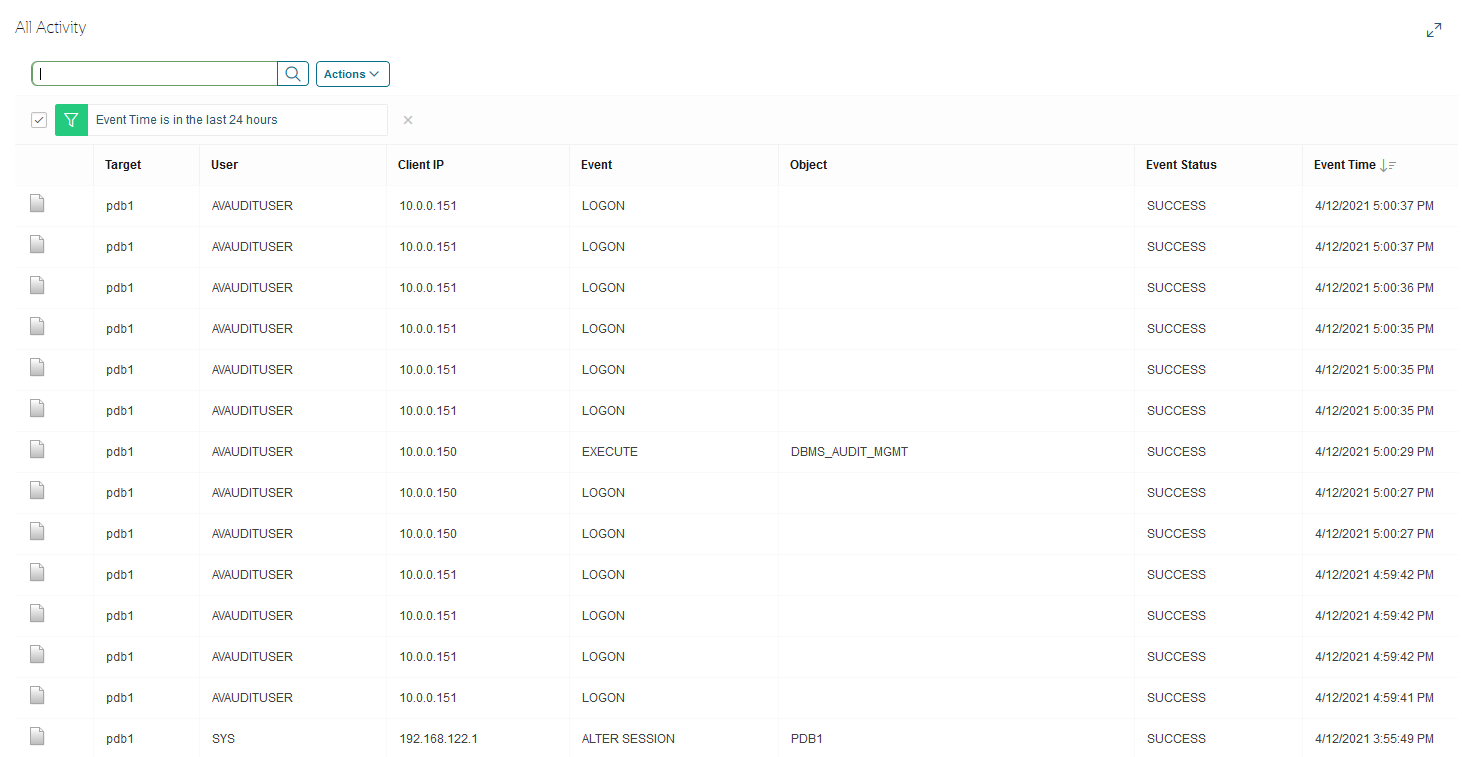 All Activity
Actions
Event Time is in the last 24 hours
Target User Client IP Event Object Event Status Event Time
pdb1 AVAUDITUSER 10.0.0.151 LOGON SUCCESS 4/12/2021 5:00:37 PM
pdb1 AVAUDITUSER 10.0.0.151 LOGON SUCCESS 4/12/2021 5:00:37 PM
pdb1 AVAUDITUSER 10.0.0.151 LOGON SUCCESS 4/12/2021 5:00:36 PM
pdb1 AVAUDITUSER 10.0.0.151 LOGON SUCCESS 4/12/2021 5:00:35 PM
pdb1 AVAUDITUSER 10.0.0.151 LOGON SUCCESS 4/12/2021 5:00:35 PM
pdb1 AVAUDITUSER 10.0.0.151 LOGON SUCCESS 4/12/2021 5:00:35 PM
pdb1 AVAUDITUSER 10.0.0.150 EXECUTE DBMS_AUDIT_MGMT SUCCESS 4/12/2021 5:00:29 PM
pdb1 AVAUDITUSER 10.0.0.150 LOGON SUCCESS 4/12/2021 5:00:27 PM
pdb1 AVAUDITUSER 10.0.0.150 LOGON SUCCESS 4/12/2021 5:00:27 PM
pdb1 AVAUDITUSER 10.0.0.151 LOGON SUCCESS 4/12/2021 4:59:42 PM
pdb1 AVAUDITUSER 10.0.0.151 LOGON SUCCESS 4/12/2021 4:59:42 PM
pdb1 AVAUDITUSER 10.0.0.151 LOGON SUCCESS 4/12/2021 4:59:42 PM
pdb1 AVAUDITUSER 10.0.0.151 LOGON SUCCESS 4/12/2021 4:59:41 PM
pdb1 SYS 192.168.122.1 ALTER SESSION PDB1 SUCCESS 4/12/2021 3:55:49 PM